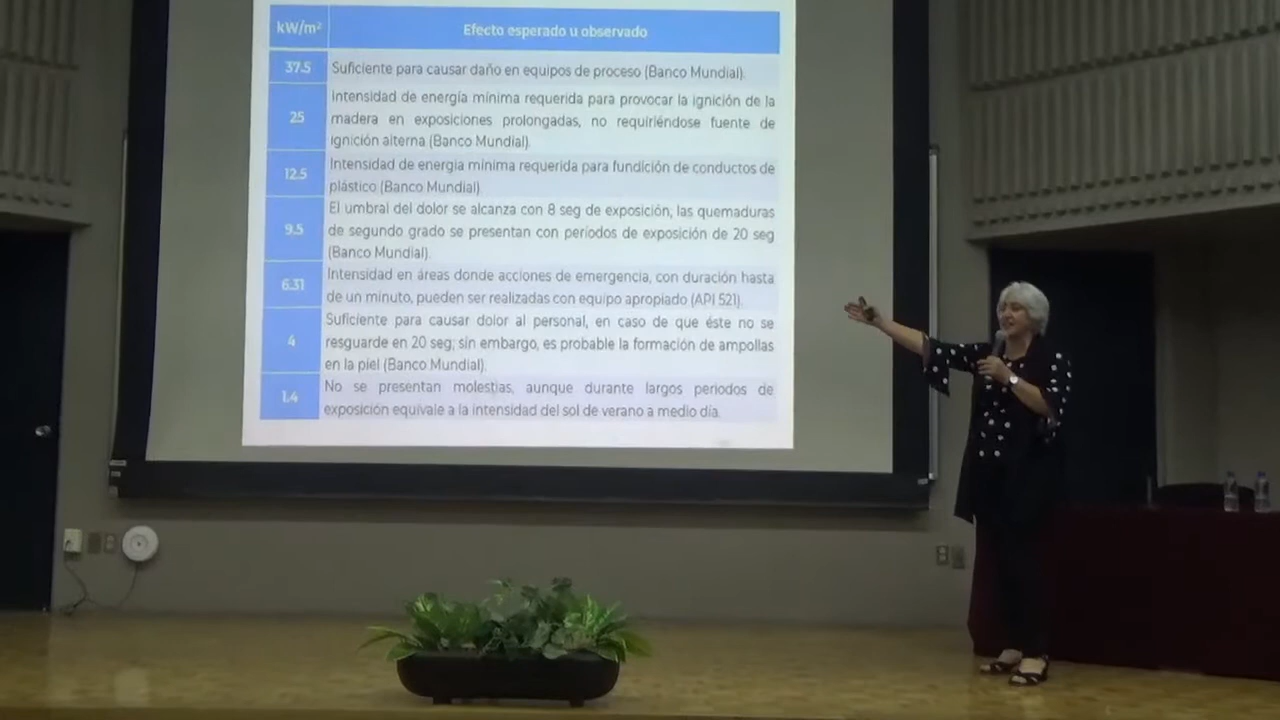 kW/m² Efecto esperado u observado
37.5 Suficiente para causar daño en equipos de proceso (Banco Mundial).
Intensidad de energía mínima requerida para provocar la ignición de la
25 madera en exposiciones prolongadas, no requiriéndose fuente de
ignición alterna (Banco Mundial).
12.5 Intensidad de energia mínima requerida para fundición de conductos de
plástico (Banco Mundial).
El umbral del dolor se alcanza con 8 seg de exposición, las quemaduras
9.5 de segundo grado se presentan con períodos de exposición de 20 seg
(Banco Mundial).
6.31 Intensidad en áreas donde acciones de emergencia, con duración hasta
de un minuto, pueden ser realizadas con equipo apropiado (API 521).
Suficiente para causar dolor al personal, en caso de que éste no se
4 resguarde en 20 seg; sin embargo, es probable la formación de ampollas
en la piel (Banco Mundial).
1.4 No se presentan molestias, aunque durante largos periodos de
exposición equivale a la intensidad del sol de verano a medio día.